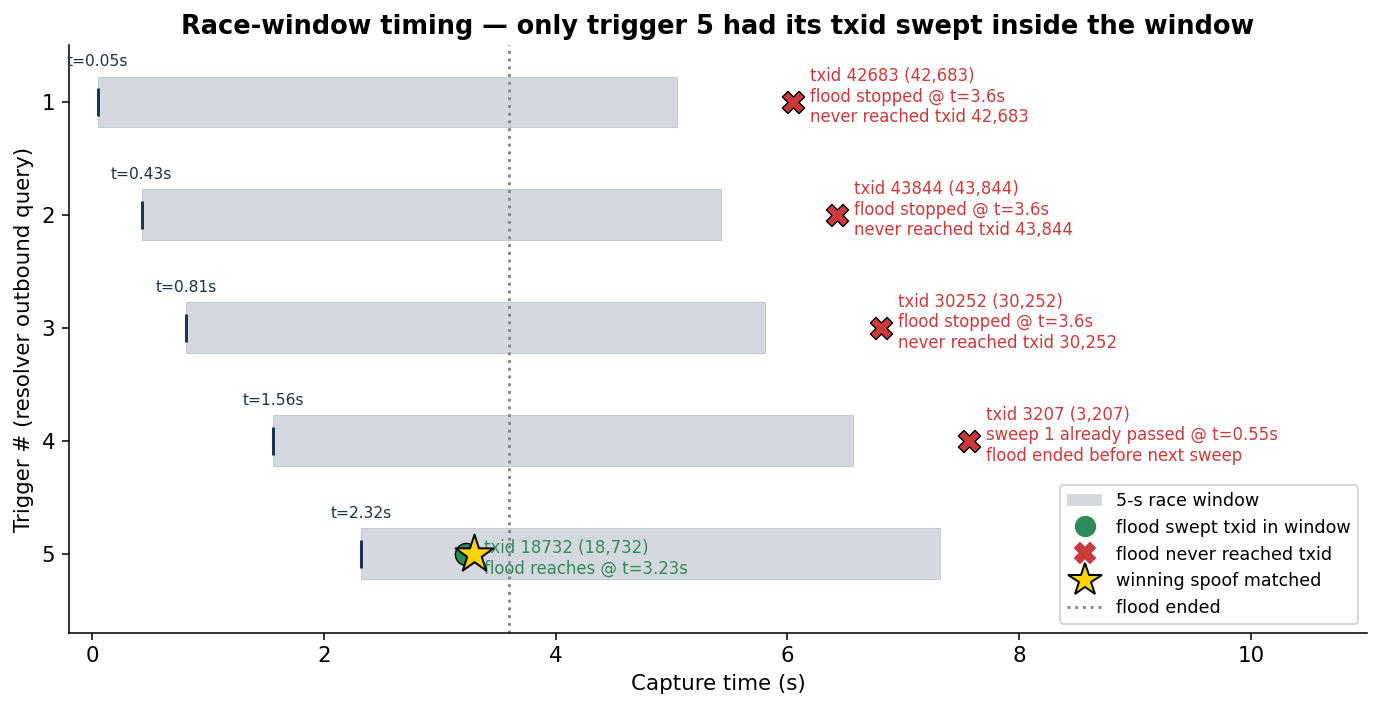 Race-window timing — only trigger 5 had its txid swept inside the window
Trigger # (resolver outbound query)
1
2
3
4
5
t=0.05s
txid 42683 (42,683)
flood stopped @ t=3.6s
never reached txid 42,683
t=0.43s
txid 43844 (43,844)
flood stopped @ t=3.6s
never reached txid 43,844
t=0.81s
txid 30252 (30,252)
flood stopped @ t=3.6s
never reached txid 30,252
t=1.56s
txid 3207 (3,207)
sweep 1 already passed @ t=0.55s
flood ended before next sweep
t=2.32s
txid 18732 (18,732)
flood reaches @ t=3.23s
5-s race window
flood swept txid in window
flood never reached txid
winning spoof matched
flood ended
0
2
4
6
8
10
Capture time (s)